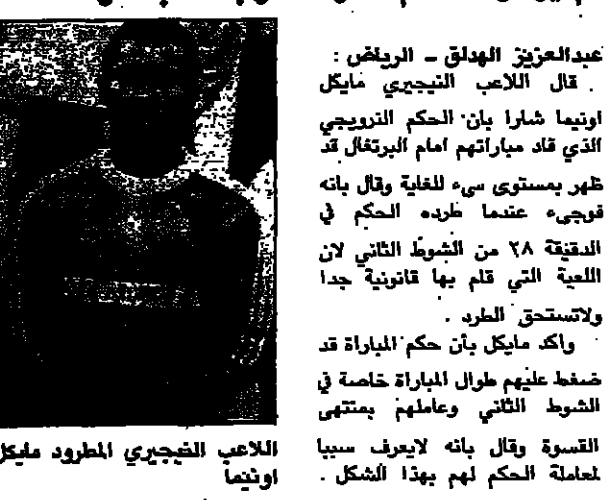 عبدالعزيز الهدلق - الرياض :
قال اللاعب النيجيري مايكل
اونيما شارا بان الحكم النرويجي
الذي قاد مباراتهم امام البرتغال قد
ظهر بمستوى سيء للغاية وقال بانه
فوجيء عندما طرده الحكم في
الدقيقة ٢٨ من الشوط الثاني لان
اللعبة التي قام بها قانونية جدا
ولاتستحق الطرد .
واكد مايكل بأن حكم المباراة قد
ضغط عليهم طوال المباراة خاصة في
الشوط الثاني وعاملهم بمنتهى
القسوة وقال بانه لايعرف سببا
لمعاملة الحكم لهم بهذا الشكل .
اللاعب النيجيري المطرود مايكل
اونيما